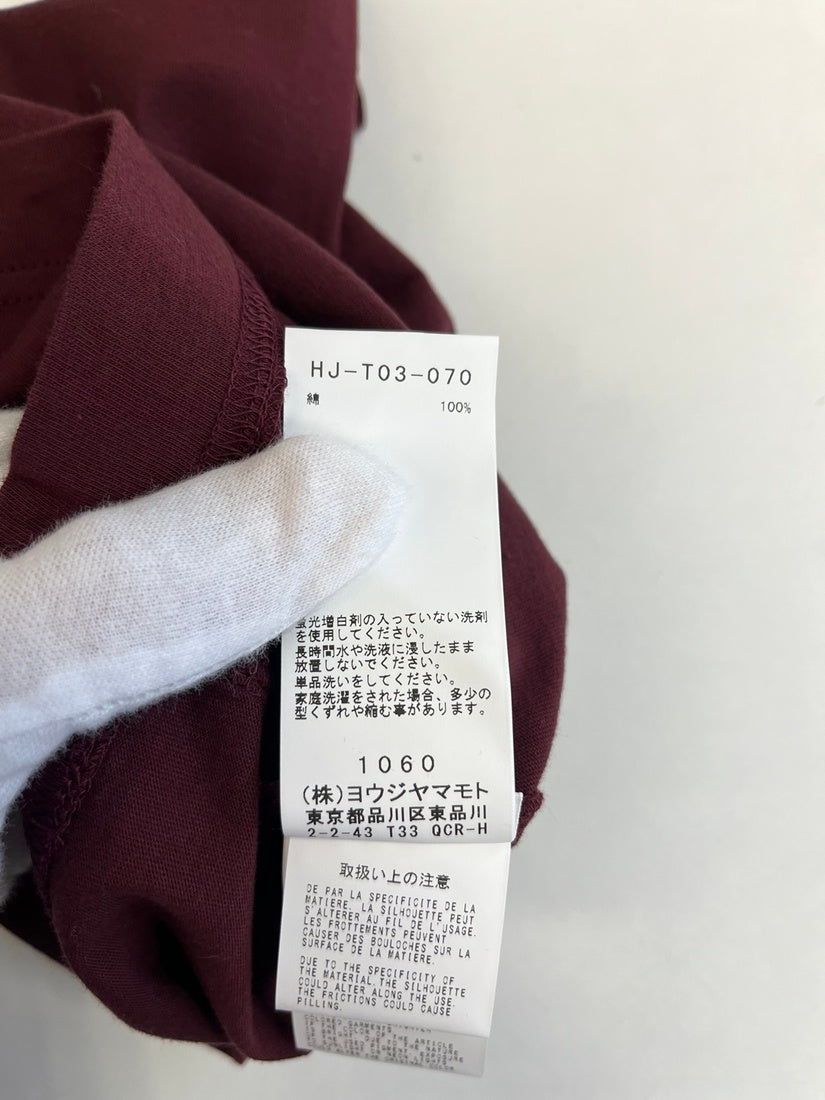 HJ-T03-070
綿 100%
蛍光増白剤の入っていない洗剤
を使用してください。
長時間水や洗液に浸したまま
放置しないでください。
単品洗いをしてください。
家庭洗濯をされた場合、多少の
型くずれや縮む事があります。
1060
(株)ヨウジヤマモト
東京都品川区東品川
2-2-43 T33 QCR-H
取扱い上の注意
DE PAR LA SPECIFICITE DE LA
MATIERE. LA SILHOUETTE PEUT
S'ALTERER AU FIL DE L'USAGE.
LES FROTTEMENTS PEUVENT
CAUSER DES BOULOCHES SUR LA
SURFACE DE LA MATIERE.
DUE TO THE SPECIFICITY OF
THE MATERIAL,THE SILHOUETTE
COULD ALTER ALONG THE USE.
THE FRICTIONS COULD CAUSE
PILLING.